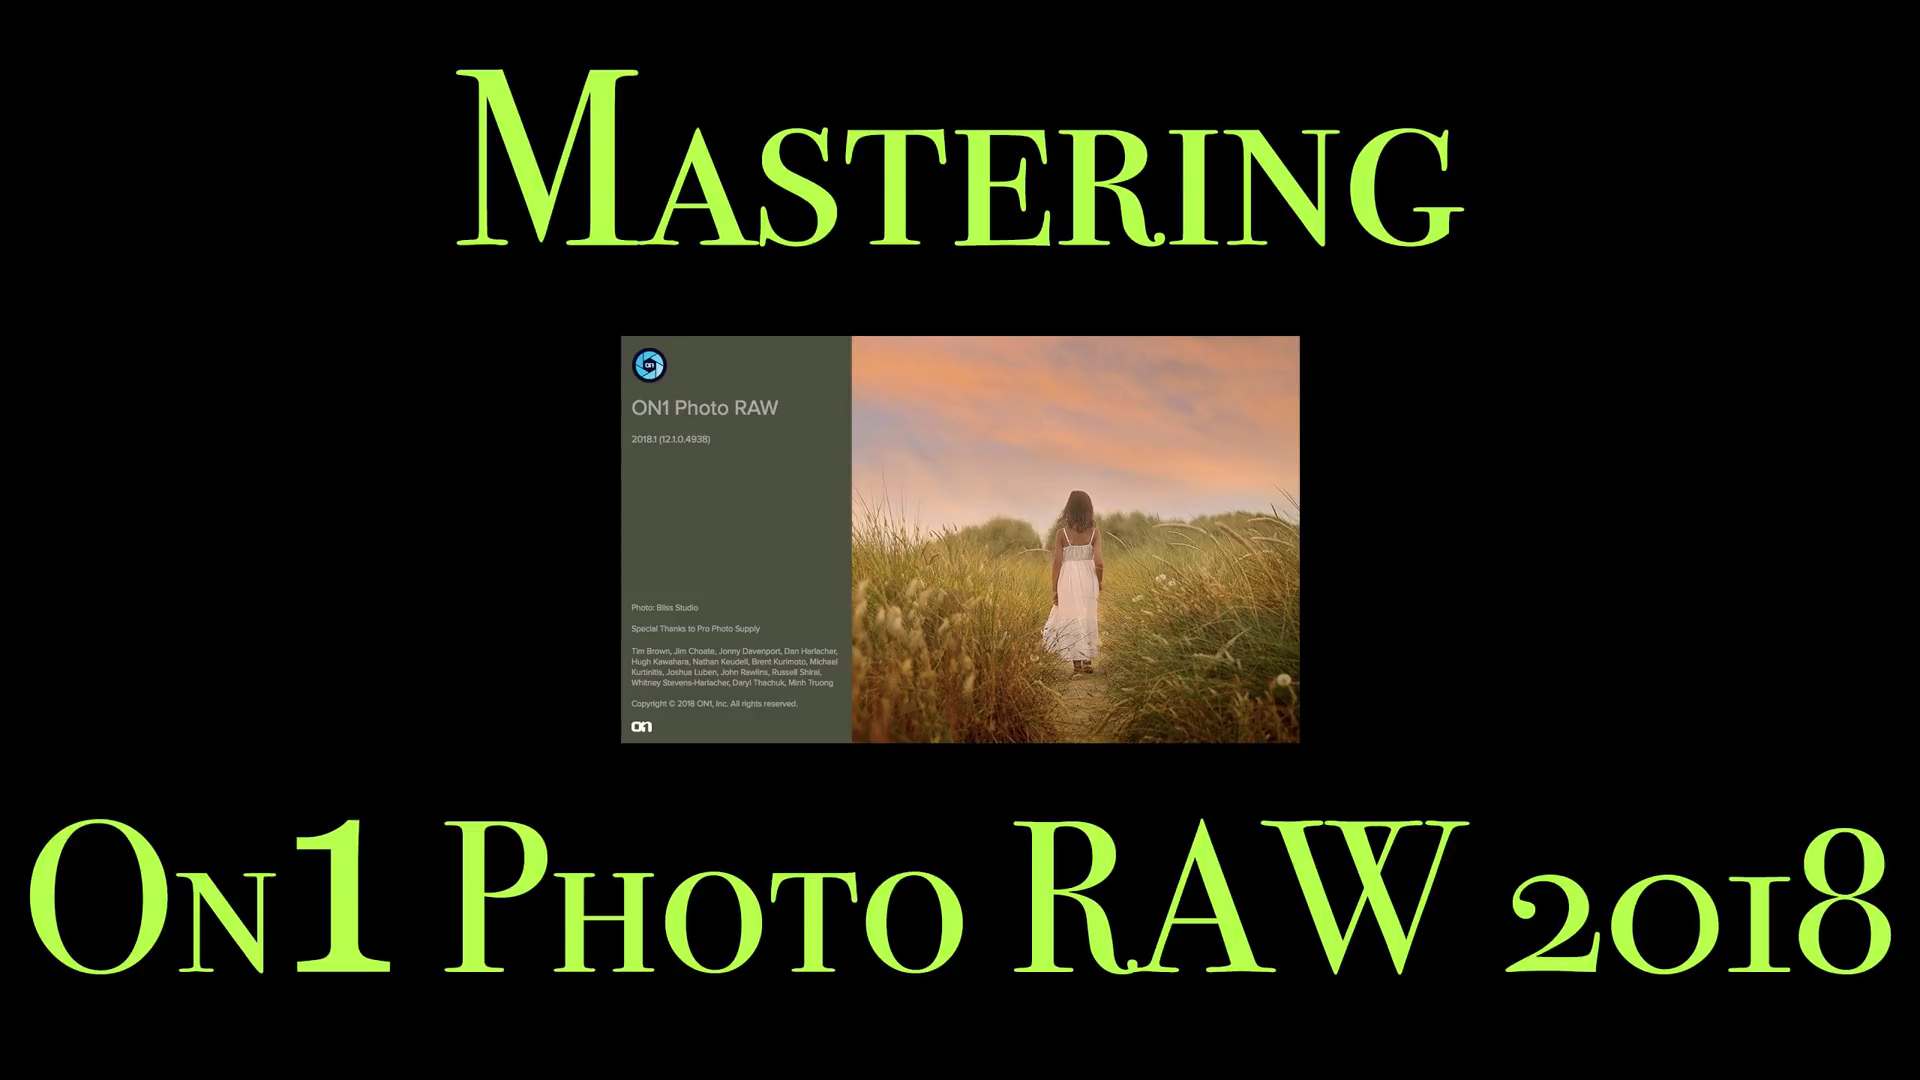 Mastering
ON1
ON1 Photo RAW
2018.1 (12.1.0.4938)
Photo: Bliss Studio
Special Thanks to Pro Photo Supply
Tim Brown, Jim Choate, Jonny Davenport, Dan Harlacher,
Hugh Kawahara, Nathan Keudell, Brent Kurimoto, Michael
Kurtinitis, Joshua Luben, John Rawlins, Russell Shirai,
Whitney Stevens-Harlacher, Daryl Thachuk, Minh Truong
Copyright © 2018 ON1, Inc. All rights reserved.
on1
On1 Photo RAW 2018